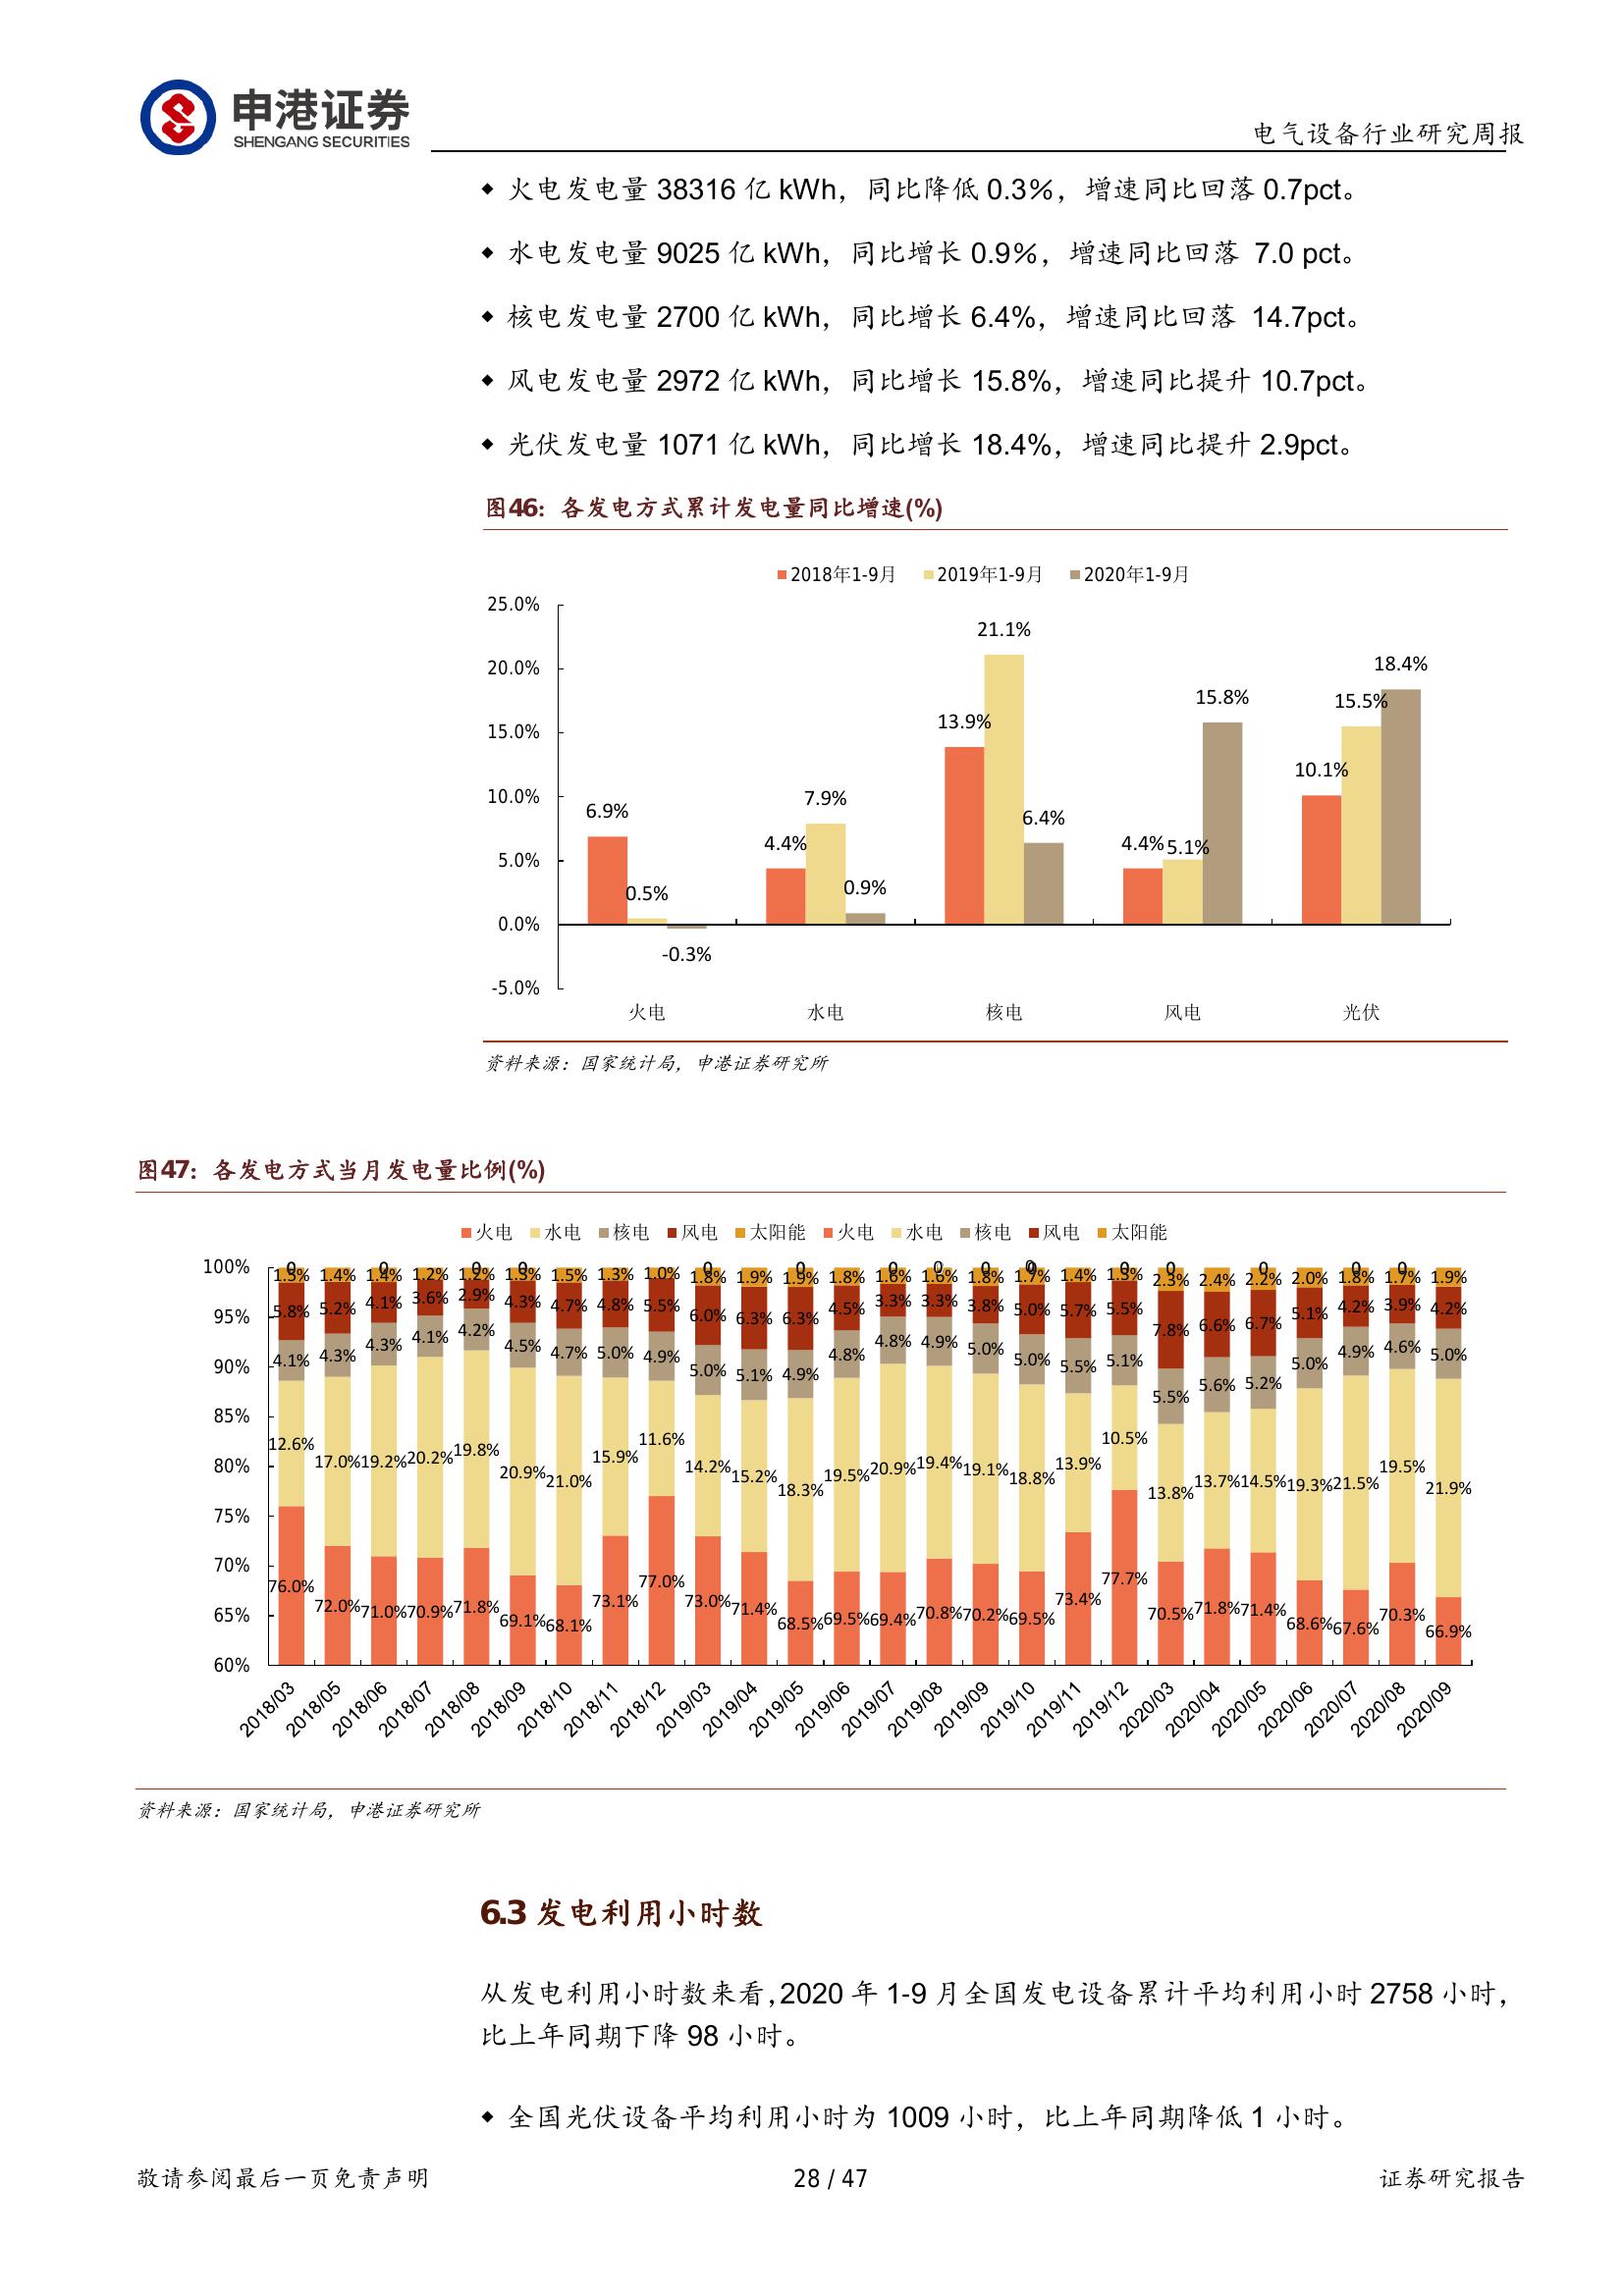 申港证券
SHENGANG SECURITIES
电气设备行业研究周报
◆ 火电发电量 38316 亿 kWh，同比降低 0.3%，增速同比回落 0.7pct。
◆ 水电发电量 9025 亿 kWh，同比增长 0.9%，增速同比回落 7.0 pct。
◆ 核电发电量 2700 亿 kWh，同比增长 6.4%，增速同比回落 14.7pct。
◆ 风电发电量 2972 亿 kWh，同比增长 15.8%，增速同比提升 10.7pct。
◆ 光伏发电量 1071 亿 kWh，同比增长 18.4%，增速同比提升 2.9pct。
图46：各发电方式累计发电量同比增速(%)
2018年1-9月 2019年1-9月 2020年1-9月
25.0%
20.0%
15.0%
10.0%
5.0%
0.0%
-5.0%
6.9% 0.5% -0.3%
4.4% 7.9% 0.9%
13.9% 21.1% 6.4%
4.4% 5.1% 15.8%
10.1% 15.5% 18.4%
火电 水电 核电 风电 光伏
资料来源：国家统计局，申港证券研究所
图47：各发电方式当月发电量比例(%)
火电 水电 核电 风电 太阳能 火电 水电 核电 风电 太阳能
100%
95%
90%
85%
80%
75%
70%
65%
60%
0 0 0 0 0 0 0 0 0 0 0 0 0 0 0 0
1.5% 1.4% 1.4% 1.2% 1.2% 1.3% 1.5% 1.3% 1.0% 1.8% 1.9% 1.9% 1.8% 1.6% 1.6% 1.8% 1.7% 1.4% 1.3% 2.3% 2.4% 2.2% 2.0% 1.8% 1.7% 1.9%
5.8% 5.2% 4.1% 3.6% 2.9% 4.3% 4.7% 4.8% 5.5% 6.0% 6.3% 6.3% 4.5% 3.3% 3.3% 3.8% 5.0% 5.7% 5.5% 7.8% 6.6% 6.7% 5.1% 4.2% 3.9% 4.2%
4.1% 4.3% 4.3% 4.1% 4.2% 4.5% 4.7% 5.0% 4.9% 5.0% 5.1% 4.9% 4.8% 4.8% 4.9% 5.0% 5.0% 5.5% 5.1% 5.5% 5.6% 5.2% 5.0% 4.9% 4.6% 5.0%
12.6% 17.0% 19.2% 20.2% 19.8% 20.9% 21.0% 15.9% 11.6% 14.2% 15.2% 18.3% 19.5% 20.9% 19.4% 19.1% 18.8% 13.9% 10.5% 13.8% 13.7% 14.5% 19.3% 21.5% 19.5% 21.9%
76.0% 72.0% 71.0% 70.9% 71.8% 69.1% 68.1% 73.1% 77.0% 73.0% 71.4% 68.5% 69.5% 69.4% 70.8% 70.2% 69.5% 73.4% 77.7% 70.5% 71.8% 71.4% 68.6% 67.6% 70.3% 66.9%
2018/03 2018/05 2018/06 2018/07 2018/08 2018/09 2018/10 2018/11 2018/12 2019/03 2019/04 2019/05 2019/06 2019/07 2019/08 2019/09 2019/10 2019/11 2019/12 2020/03 2020/04 2020/05 2020/06 2020/07 2020/08 2020/09
资料来源：国家统计局，申港证券研究所
6.3 发电利用小时数
从发电利用小时数来看，2020 年 1-9 月全国发电设备累计平均利用小时 2758 小时，
比上年同期下降 98 小时。
◆ 全国光伏设备平均利用小时为 1009 小时，比上年同期降低 1 小时。
敬请参阅最后一页免责声明
28 / 47
证券研究报告